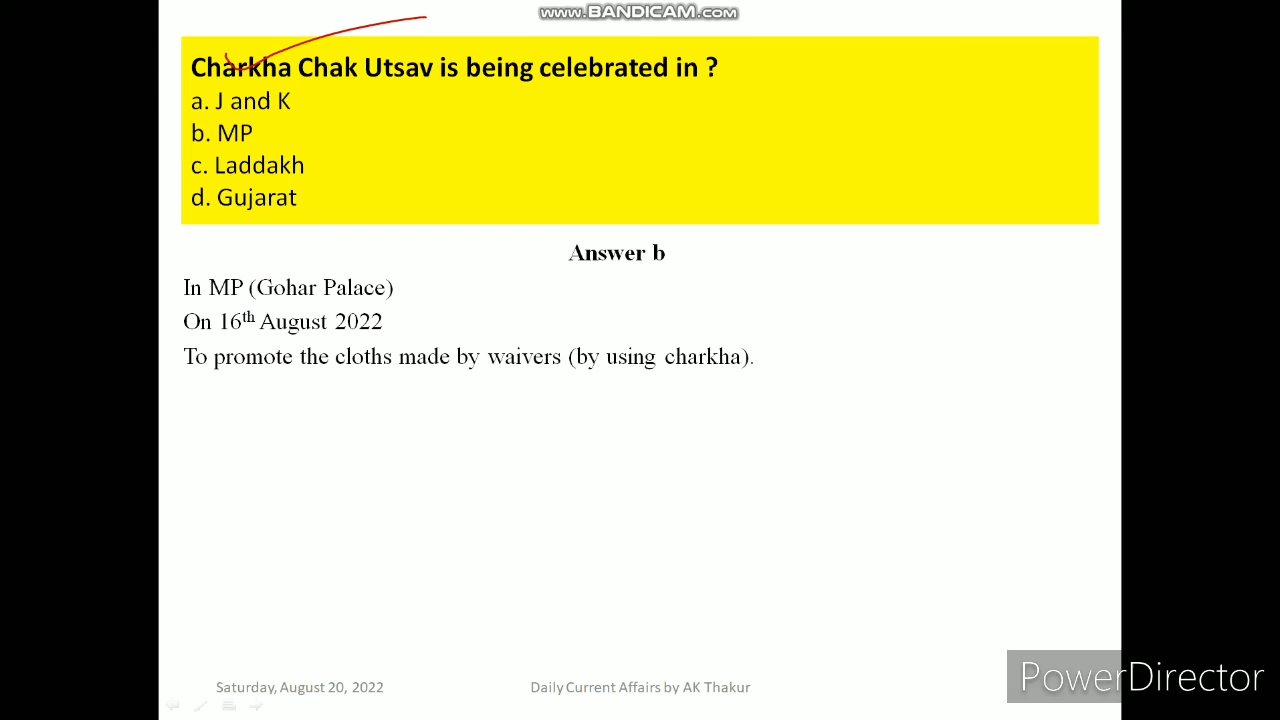 www.BANDICAM.com
Charkha Chak Utsav is being celebrated in ?
a. J and K
b. MP
c. Laddakh
d. Gujarat
Answer b
In MP (Gohar Palace)
On 16th August 2022
To promote the cloths made by waivers (by using charkha).
Saturday, August 20, 2022
Daily Current Affairs by AK Thakur
PowerDirector